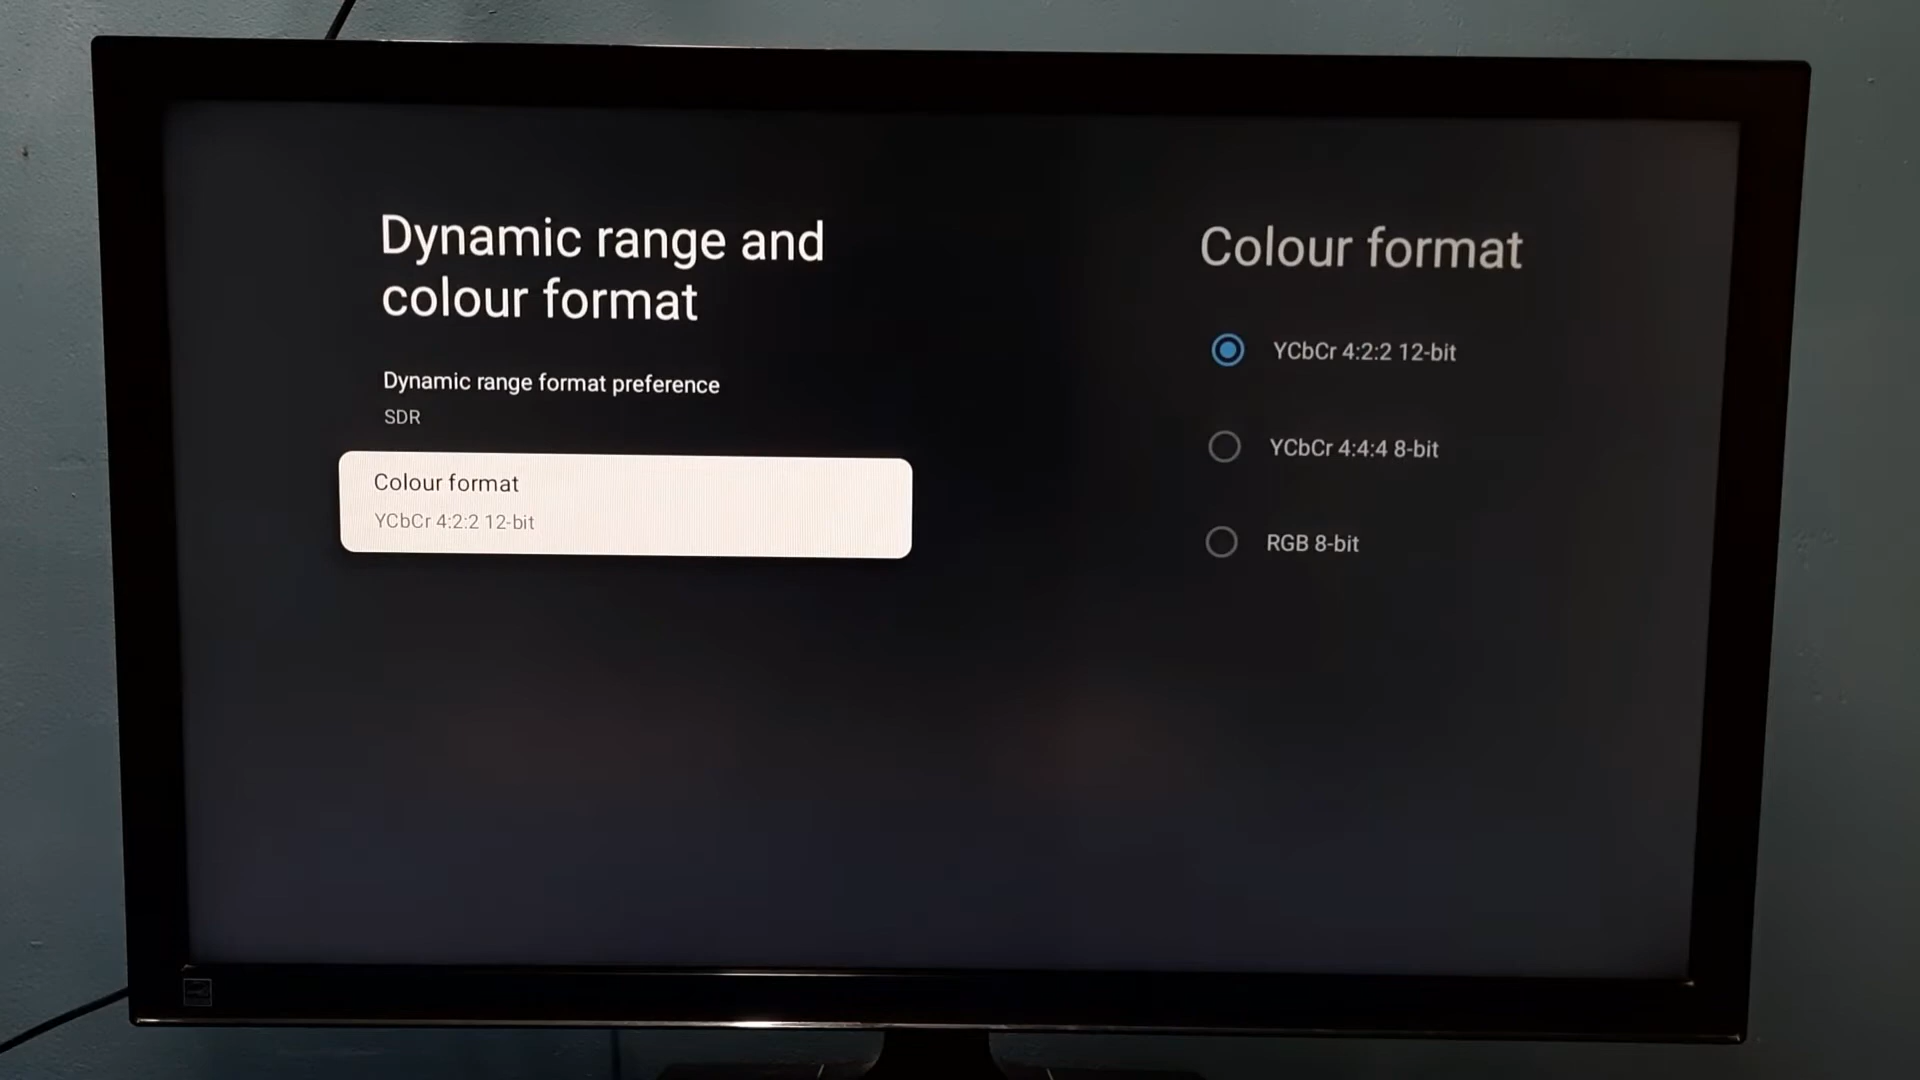 Dynamic range and
colour format
Dynamic range format preference
SDR
Colour format
YCbCr 4:2:2 12-bit
Colour format
YCbCr 4:2:2 12-bit
YCbCr 4:4:4 8-bit
RGB 8-bit